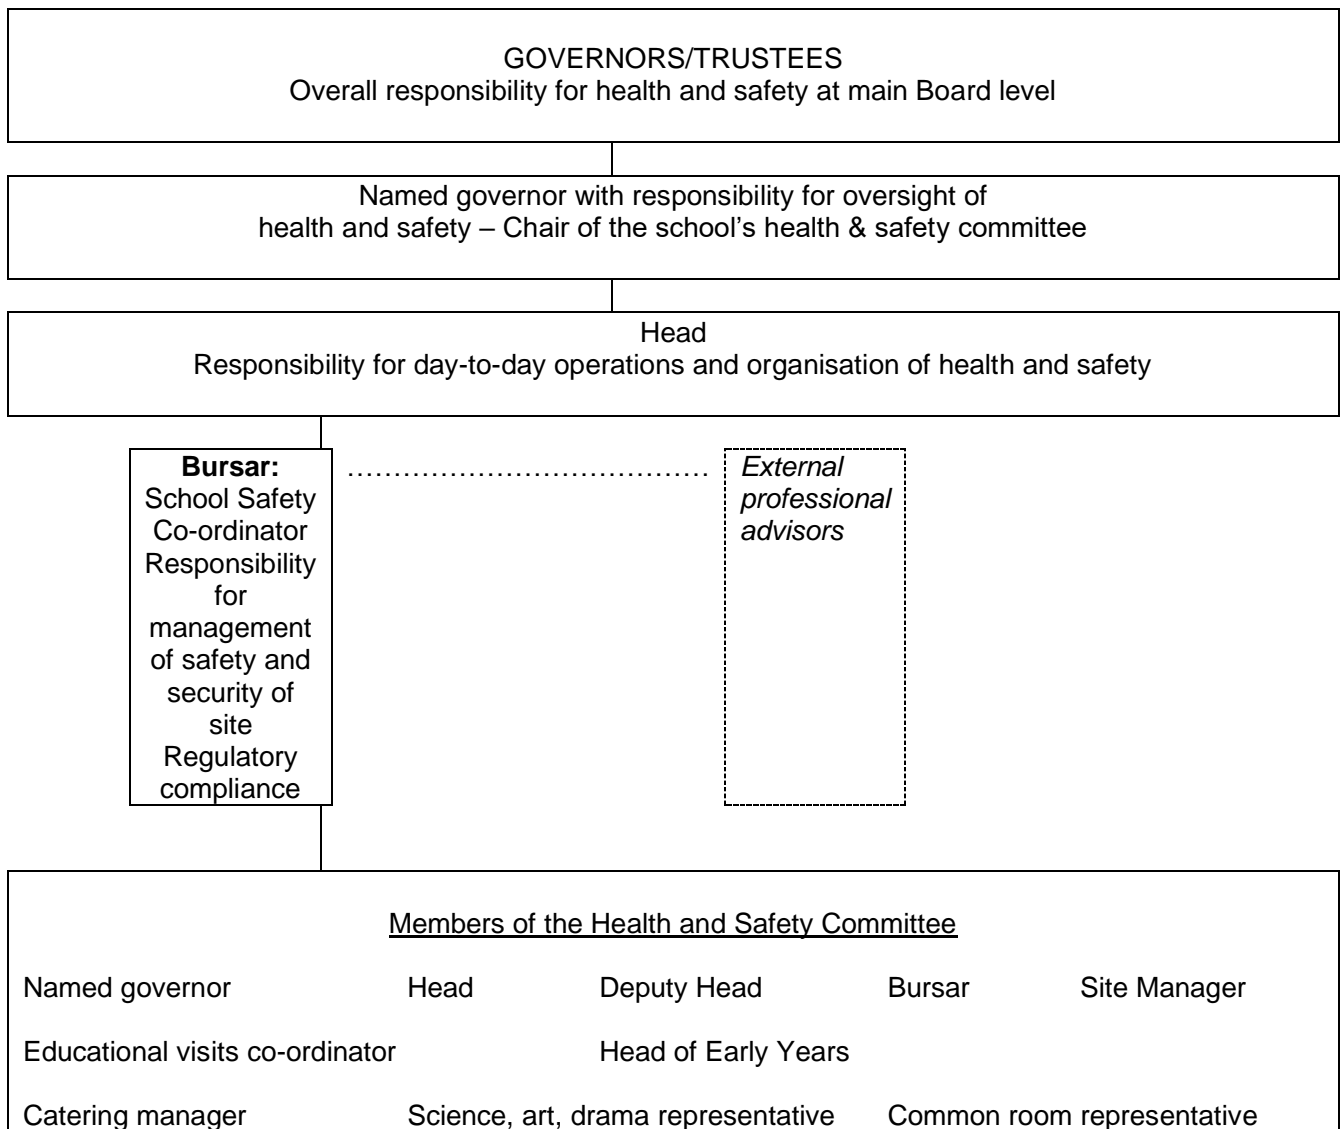 GOVERNORS/TRUSTEES
Overall responsibility for health and safety at main Board level
Named governor with responsibility for oversight of
health and safety – Chair of the school’s health & safety committee
Head
Responsibility for day-to-day operations and organisation of health and safety
Bursar:
School Safety
Co-ordinator
Responsibility
for
management
of safety and
security of
site
Regulatory
compliance
…………………………………
External
professional
advisors
Members of the Health and Safety Committee
Named governor Head Deputy Head Bursar Site Manager
Educational visits co-ordinator Head of Early Years
Catering manager Science, art, drama representative Common room representative